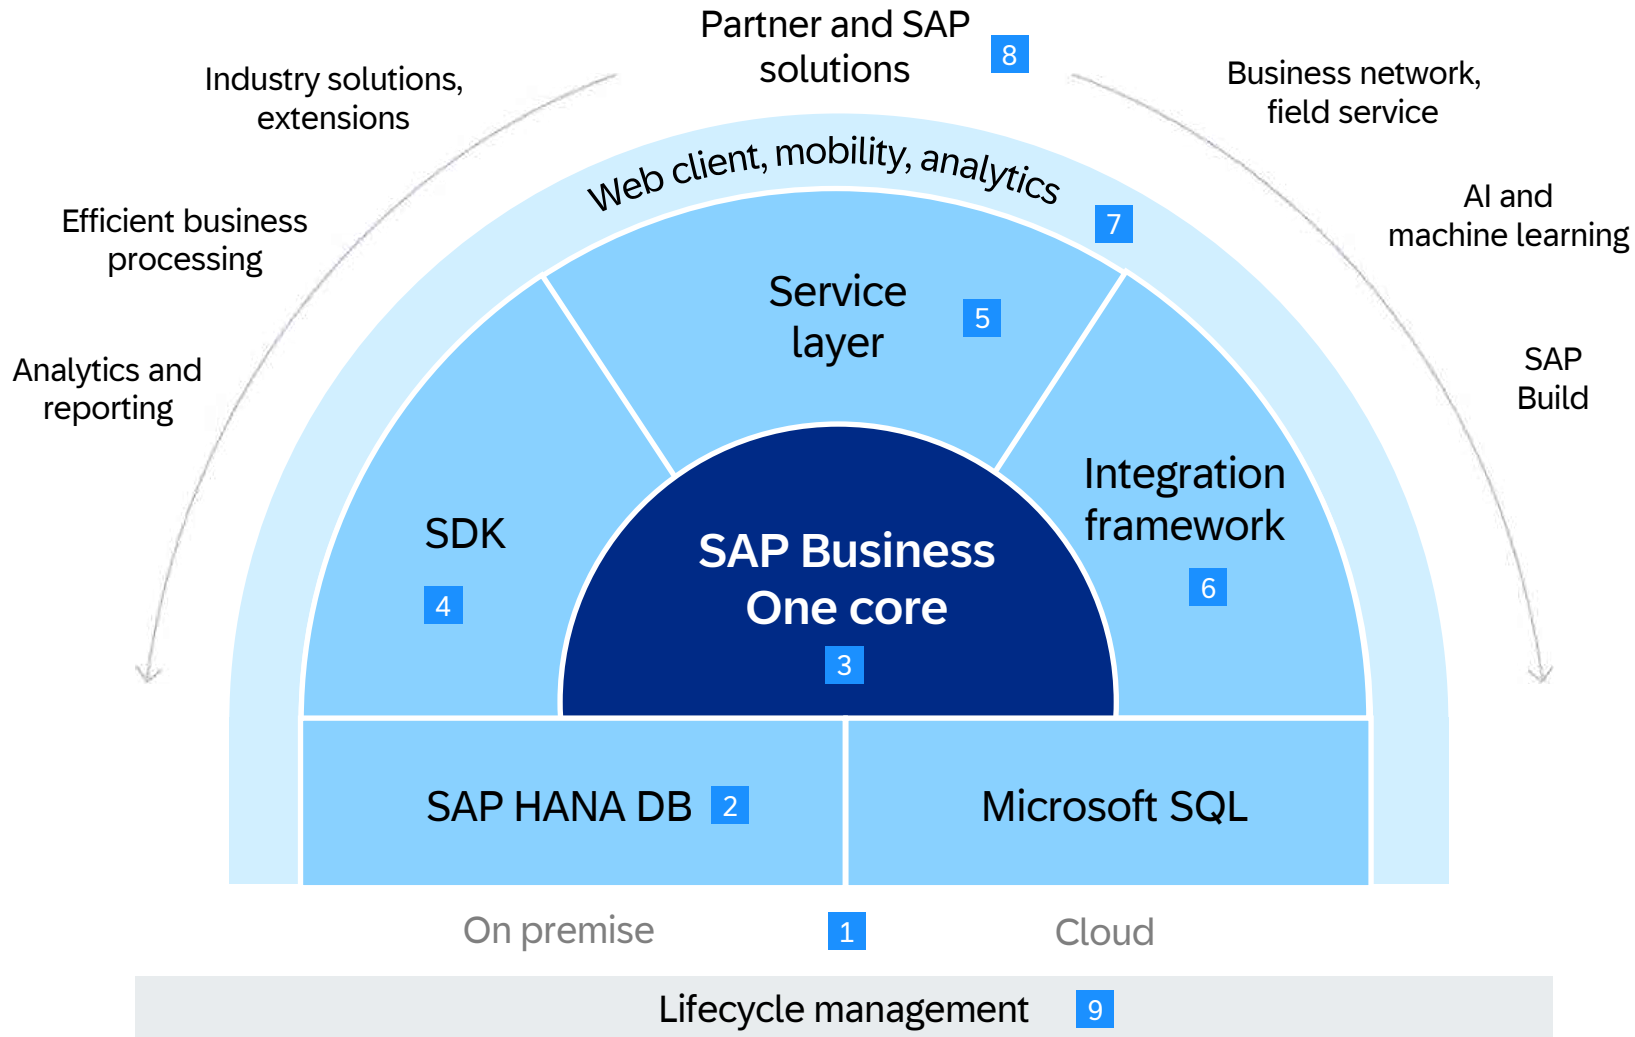 Partner and SAP
solutions
8
Industry solutions,
extensions
Business network,
field service
Web client, mobility, analytics
7
Efficient business
processing
AI and
machine learning
Service
layer
5
Analytics and
reporting
SAP
Build
SDK
4
Integration
framework
6
SAP Business
One core
3
SAP HANA DB 2
Microsoft SQL
On premise
1
Cloud
Lifecycle management 9